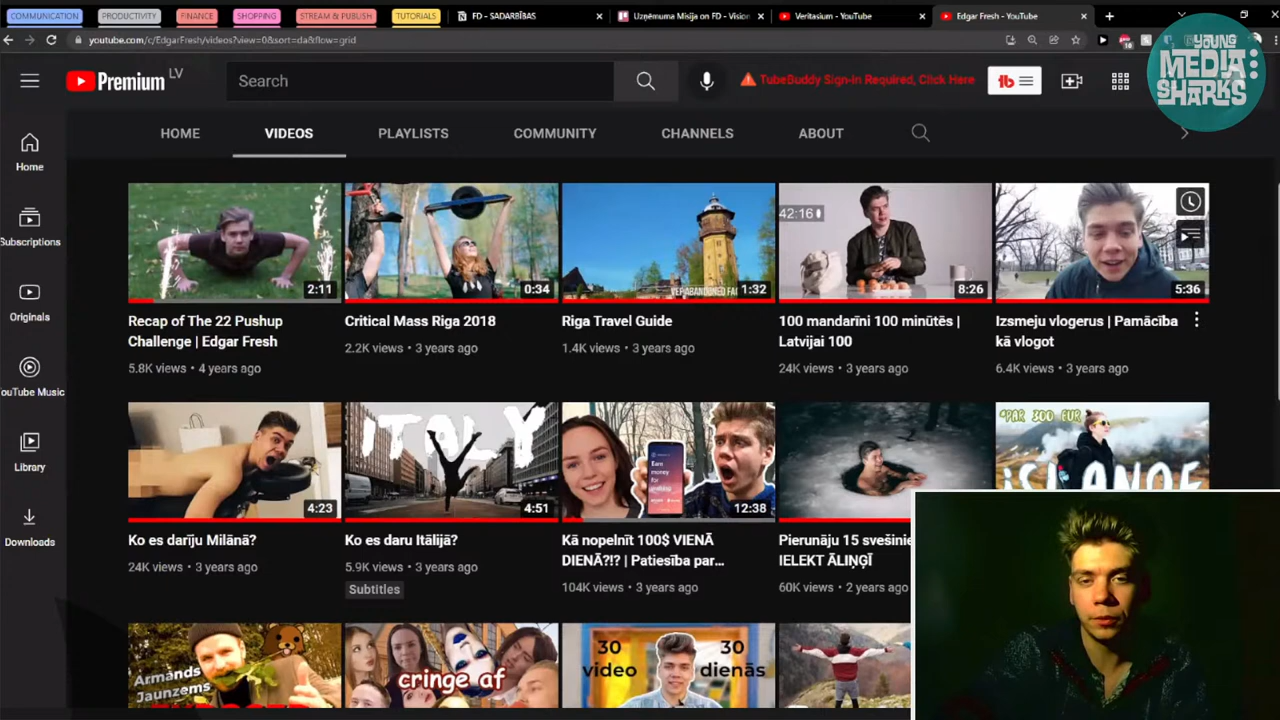 COMMUNICATION
PRODUCTIVITY
FINANCE
SHOPPING
STREAM & PUBLISH
TUTORIALS
FD - SADARBĪBAS
Uzņēmuma Misija on FD - Vision
Veritasium - YouTube
Edgar Fresh - YouTube
youtube.com/c/EdgarFresh/videos?view=0&sort=da&flow=grid
YOUNG
MEDIA
SHARKS
Premium LV
Search
TubeBuddy Sign-In Required, Click Here
HOME
VIDEOS
PLAYLISTS
COMMUNITY
CHANNELS
ABOUT
Home
Subscriptions
Originals
YouTube Music
Library
Downloads
2:11
0:34
1:32
42:16
8:26
5:36
Recap of The 22 Pushup
Challenge | Edgar Fresh
5.8K views • 4 years ago
Critical Mass Riga 2018
2.2K views • 3 years ago
Riga Travel Guide
1.4K views • 3 years ago
100 mandarīni 100 minūtēs |
Latvijai 100
24K views • 3 years ago
Izsmeju vlogerus | Pamācība
kā vlogot
6.4K views • 3 years ago
4:23
ITALY
4:51
Earn
money
for
12:38
*PAR 300 EUR
ISLANDE
Ko es darīju Milānā?
24K views • 3 years ago
Ko es daru Itālijā?
5.9K views • 3 years ago
Subtitles
Kā nopelnīt 100$ VIENĀ
DIENĀ?!? | Patiesība par...
104K views • 3 years ago
Pierunāju 15 svešinie
IELEKT ĀLIŅĢĪ
60K views • 2 years ago
Armānds
Jaunzems
cringe af
30
video
30
dienās